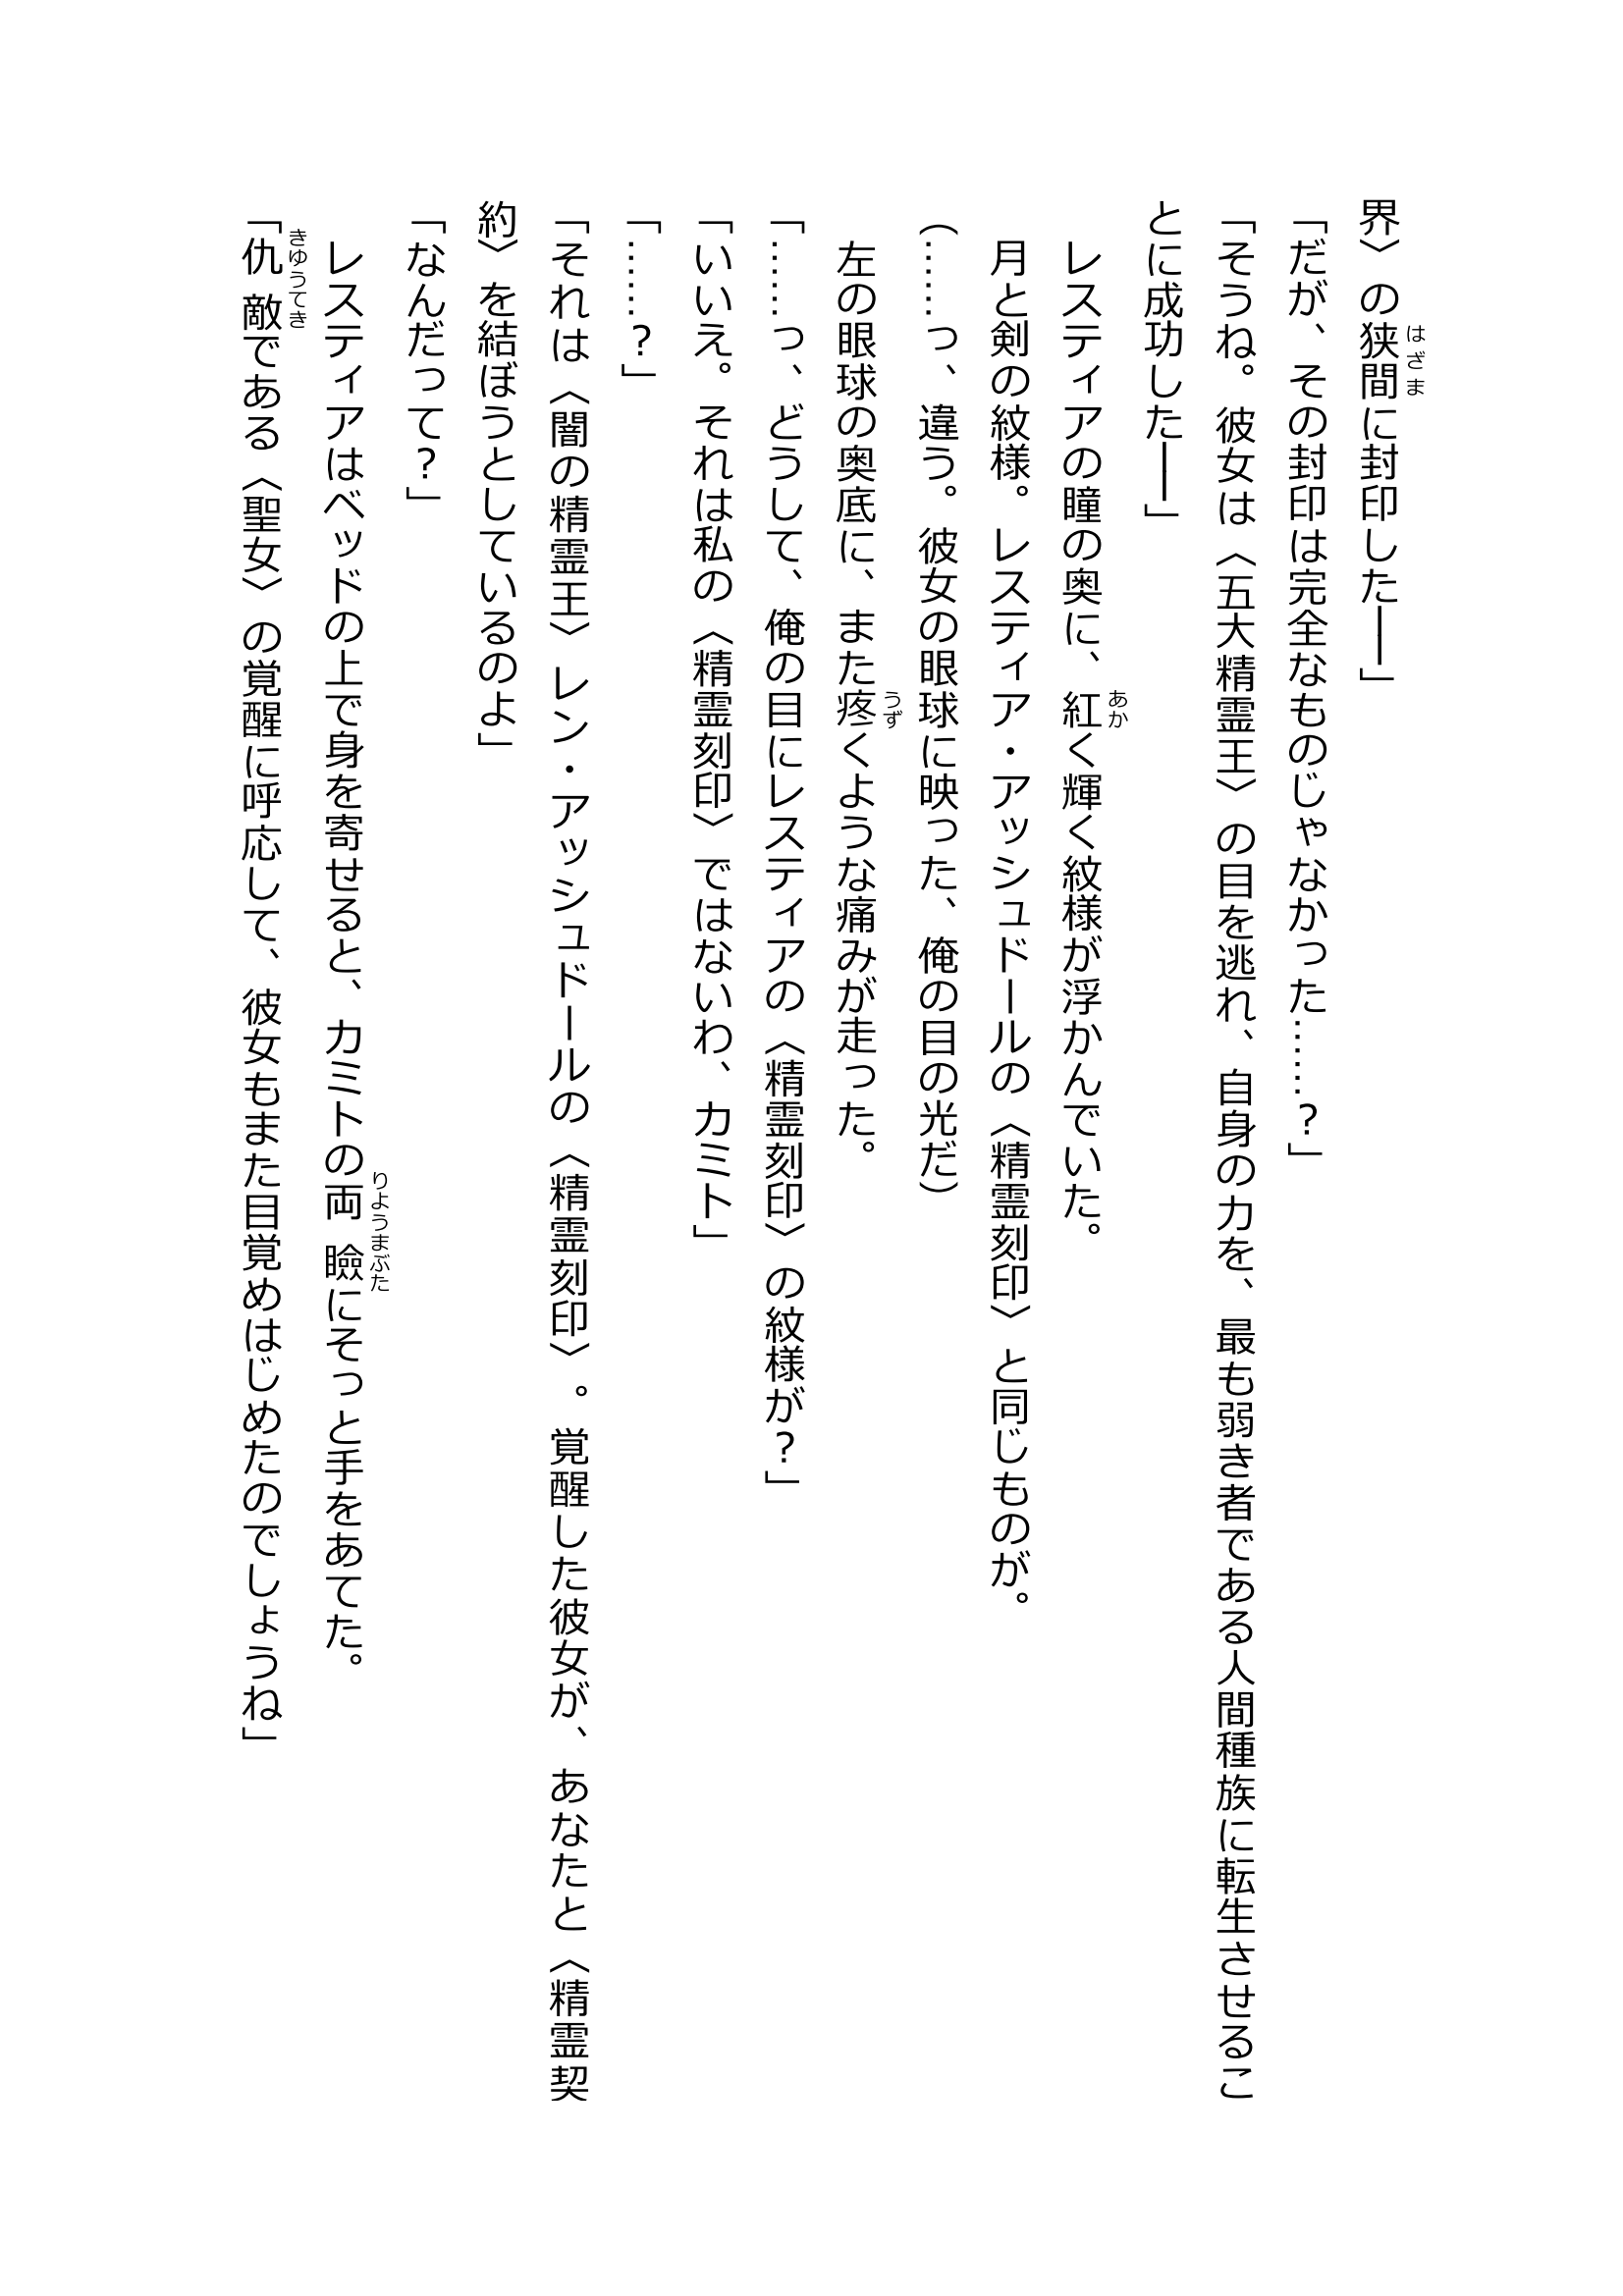 界〉の狭間に封印した――」
「だが、その封印は完全なものじゃなかった……？」
「そうね。彼女は〈五大精霊王〉の目を逃れ、自身の力を、最も弱き者である人間種族に転生させるこ
とに成功した――」
　レスティアの瞳の奥に、紅く輝く紋様が浮かんでいた。
　月と剣の紋様。レスティア・アッシュドールの〈精霊刻印〉と同じものが。
（……っ、違う。彼女の眼球に映った、俺の目の光だ）
　左の眼球の奥底に、また疼くような痛みが走った。
「……っ、どうして、俺の目にレスティアの〈精霊刻印〉の紋様が？」
「いいえ。それは私の〈精霊刻印〉ではないわ、カミト」
「……？」
「それは〈闇の精霊王〉レン・アッシュドールの〈精霊刻印〉。覚醒した彼女が、あなたと〈精霊契
約〉を結ぼうとしているのよ」
「なんだって？」
　レスティアはベッドの上で身を寄せると、カミトの両瞼にそっと手をあてた。
「仇敵である〈聖女〉の覚醒に呼応して、彼女もまた目覚めはじめたのでしょうね」